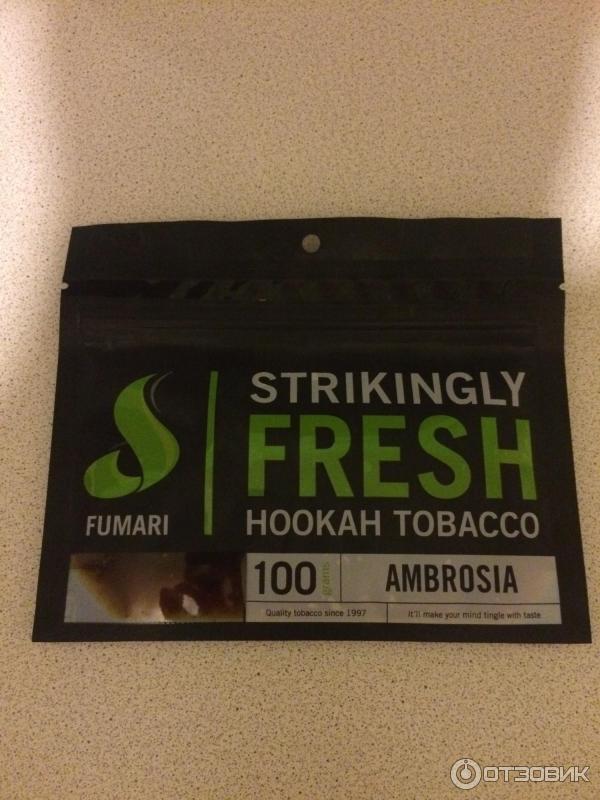 STRIKINGLY
FRESH
HOOKAH TOBACCO
FUMARI
100 grams
AMBROSIA
Quality tobacco since 1997
It'll make your mind tingle with taste
ОТЗОВИК